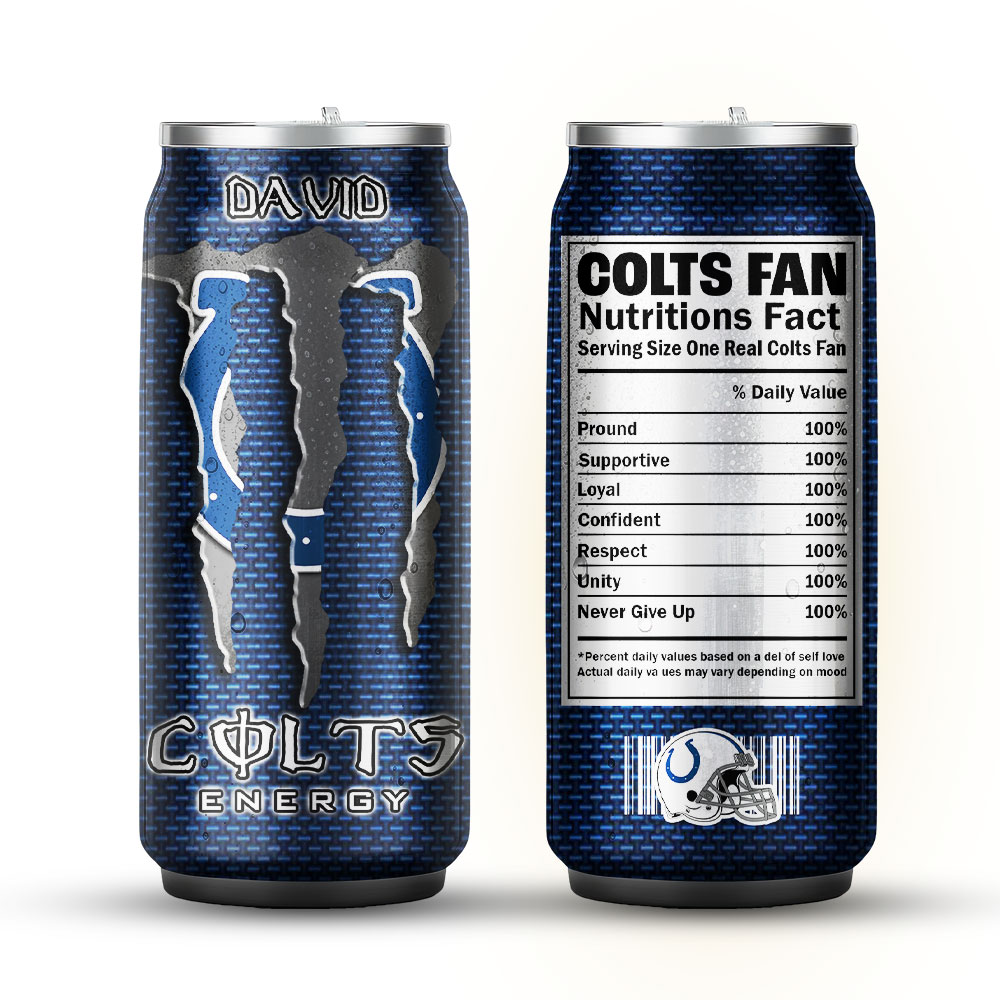 DAVID
COLTS
ENERGY
COLTS FAN
Nutritions Fact
Serving Size One Real Colts Fan
% Daily Value
Pround 100%
Supportive 100%
Loyal 100%
Confident 100%
Respect 100%
Unity 100%
Never Give Up 100%
*Percent daily values based on a del of self love
Actual daily va ues may vary depending on mood